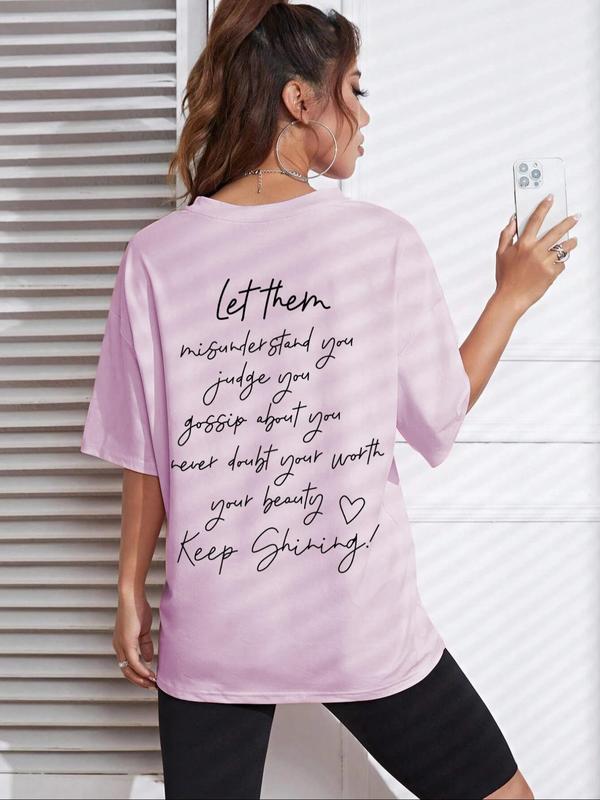 Let them
misunderstand you
judge you
gossip about you
never doubt your worth
your beauty
Keep Shining!